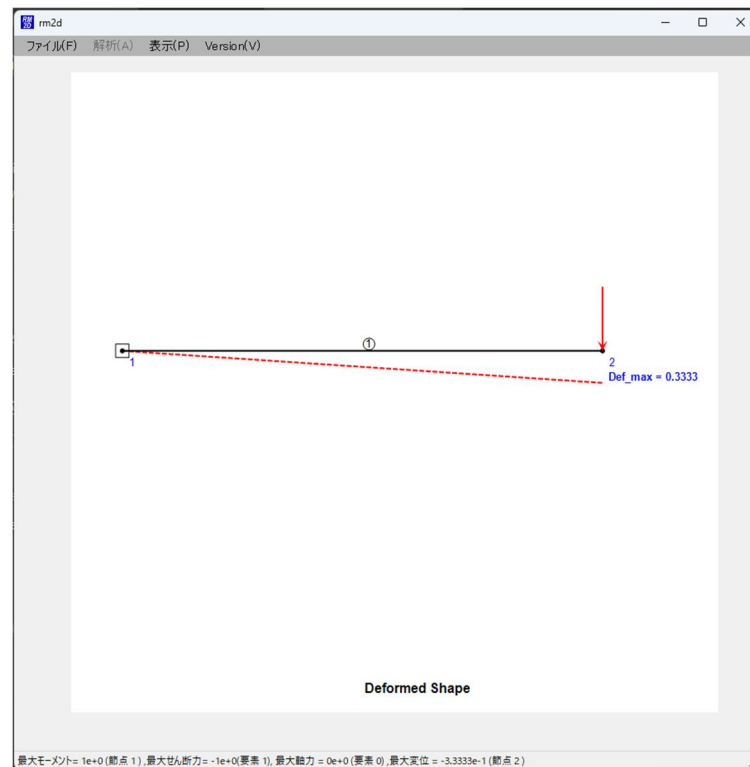 RM 2D rm2d
ファイル(F) 解析(A) 表示(P) Version(V)
①
1
2
Def_max = 0.3333
Deformed Shape
最大モーメント= 1e+0 (節点 1 ) ,最大せん断力= -1e+0(要素 1), 最大軸力 = 0e+0 (要素 0) ,最大変位 = -3.3333e-1 (節点 2 )